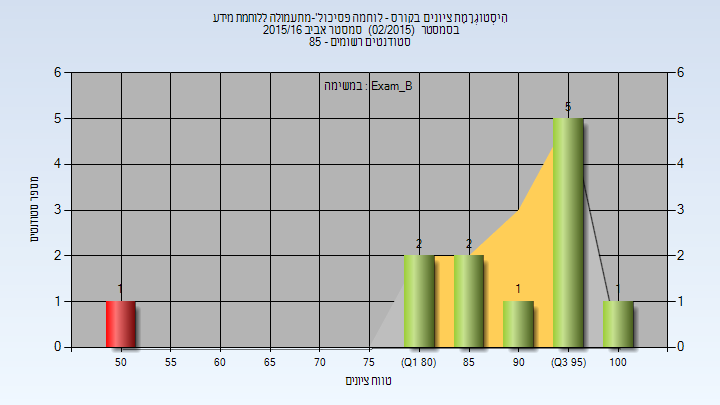 הִיסְטוֹגְרָמַת ציונים בקורס - לוחמה פסיכול'-מתעמולה ללוחמת מידע
בסמסטר (02/2015) סמסטר אביב 2015/16
סטודנטים רשומים - 85
במשימה : Exam_B
מספר סטודנטים
6 6
5 5
4 4
3 3
2 2
1 1
0 0
1 2 2 1 5 1
50 55 60 65 70 75 (Q1 80) 85 90 (Q3 95) 100
טווח ציונים